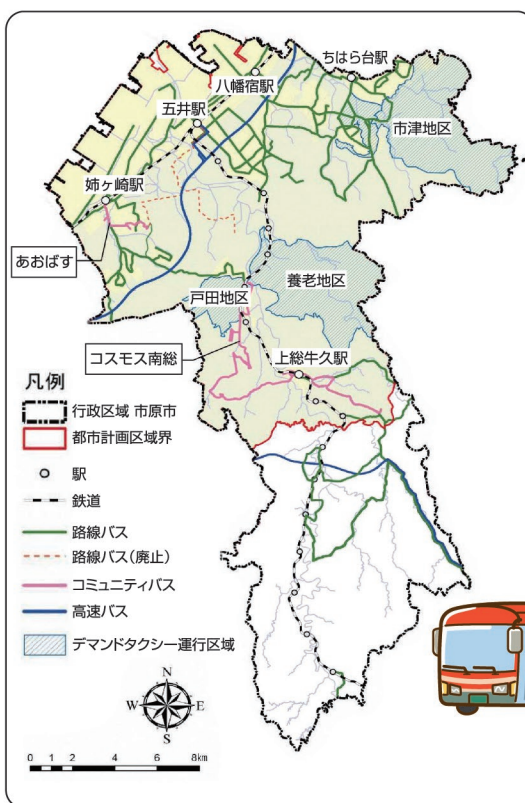 ちはら台駅
八幡宿駅
五井駅
市津地区
姉ヶ崎駅
あおばす
養老地区
戸田地区
コスモス南総
上総牛久駅
凡例
行政区域 市原市
都市計画区域界
駅
鉄道
路線バス
路線バス(廃止)
コミュニティバス
高速バス
デマンドタクシー運行区域
N
W E
S
0 1 2 4 6 8km